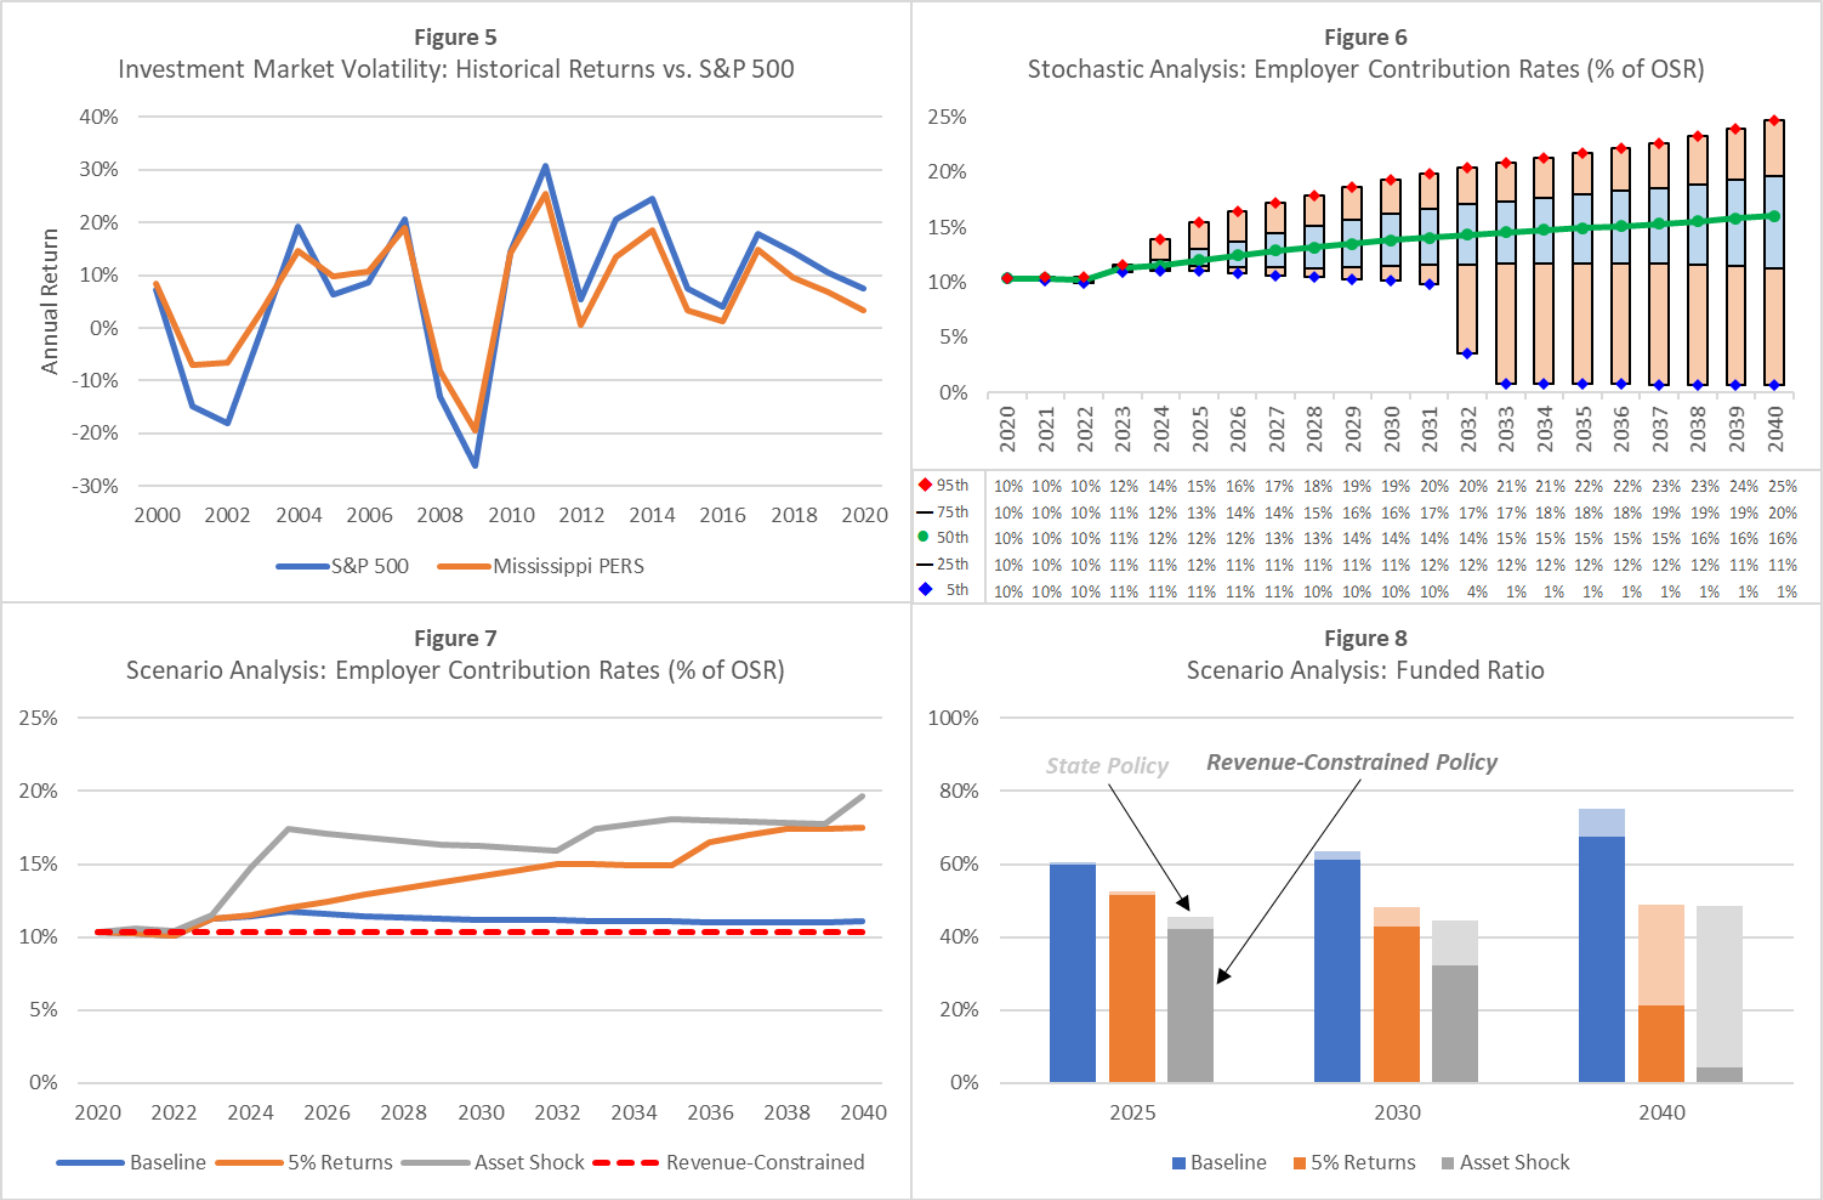 Figure 5
Investment Market Volatility: Historical Returns vs. S&P 500
40%
30%
20%
10%
0%
-10%
-20%
-30%
Annual Return
2000 2002 2004 2006 2008 2010 2012 2014 2016 2018 2020
S&P 500 Mississippi PERS
Figure 6
Stochastic Analysis: Employer Contribution Rates (% of OSR)
25%
20%
15%
10%
5%
0%
2020 2021 2022 2023 2024 2025 2026 2027 2028 2029 2030 2031 2032 2033 2034 2035 2036 2037 2038 2039 2040
95th 10% 10% 10% 12% 14% 15% 16% 17% 18% 19% 19% 20% 20% 21% 21% 22% 22% 23% 23% 24% 25%
75th 10% 10% 10% 11% 12% 13% 14% 14% 15% 16% 16% 17% 17% 17% 18% 18% 18% 19% 19% 19% 20%
50th 10% 10% 10% 11% 12% 12% 12% 13% 13% 14% 14% 14% 14% 15% 15% 15% 15% 15% 16% 16% 16%
25th 10% 10% 10% 11% 11% 12% 11% 11% 11% 11% 11% 12% 12% 12% 12% 12% 12% 12% 12% 11% 11%
5th 10% 10% 10% 11% 11% 11% 11% 11% 10% 10% 10% 10% 4% 1% 1% 1% 1% 1% 1% 1% 1%
Figure 7
Scenario Analysis: Employer Contribution Rates (% of OSR)
25%
20%
15%
10%
5%
0%
2020 2022 2024 2026 2028 2030 2032 2034 2036 2038 2040
Baseline 5% Returns Asset Shock Revenue-Constrained
Figure 8
Scenario Analysis: Funded Ratio
100%
80%
60%
40%
20%
0%
State Policy Revenue-Constrained Policy
2025 2030 2040
Baseline 5% Returns Asset Shock